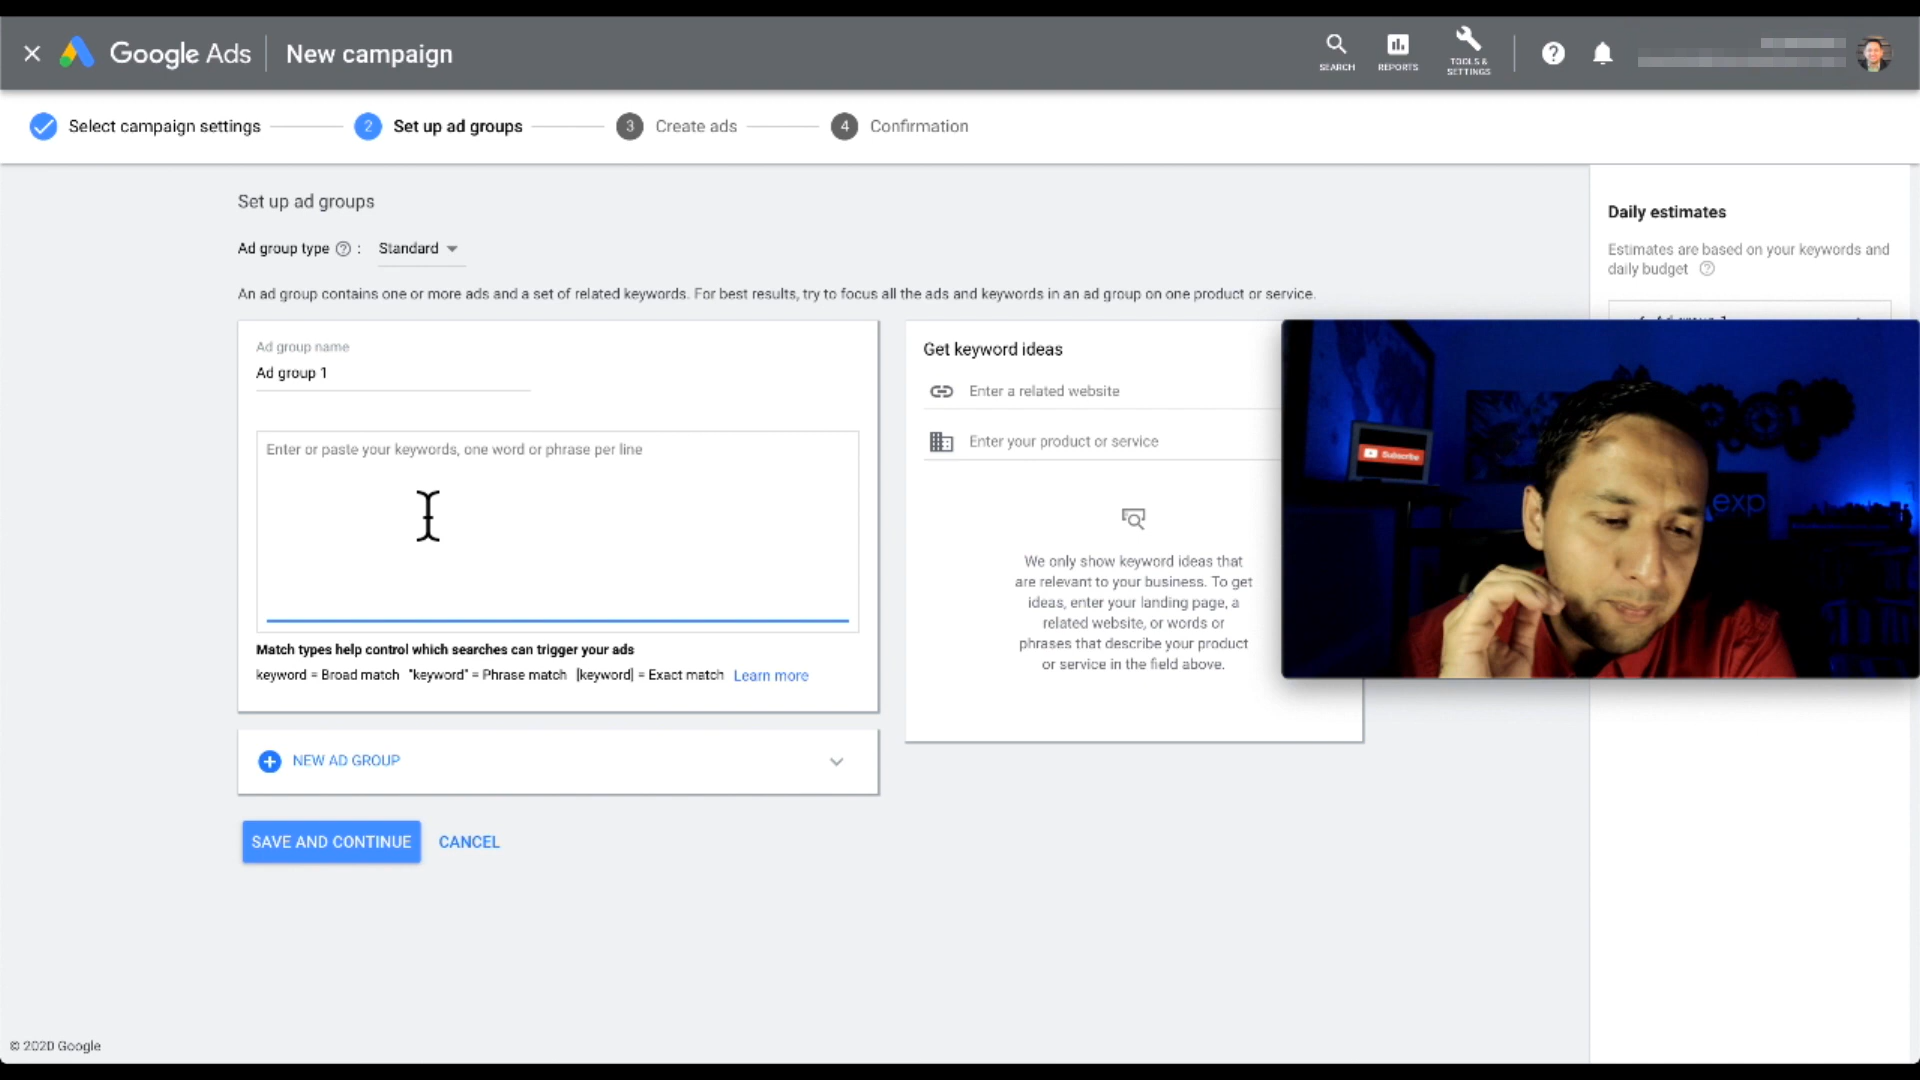 Google Ads
New campaign
SEARCH
REPORTS
TOOLS &
SETTINGS
Select campaign settings
2
Set up ad groups
3
Create ads
4
Confirmation
Set up ad groups
Ad group type ? :
Standard
An ad group contains one or more ads and a set of related keywords. For best results, try to focus all the ads and keywords in an ad group on one product or service.
Ad group name
Ad group 1
Enter or paste your keywords, one word or phrase per line
Match types help control which searches can trigger your ads
keyword = Broad match "keyword" = Phrase match [keyword] = Exact match Learn more
NEW AD GROUP
SAVE AND CONTINUE
CANCEL
Get keyword ideas
Enter a related website
Enter your product or service
We only show keyword ideas that
are relevant to your business. To get
ideas, enter your landing page, a
related website, or words or
phrases that describe your product
or service in the field above.
Daily estimates
Estimates are based on your keywords and
daily budget ?
Subscribe
exp
© 2020 Google